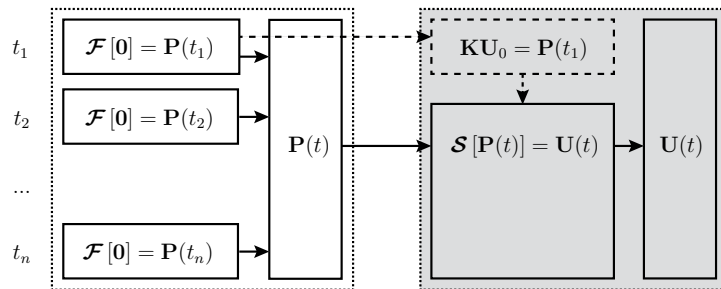 t₁ 𝓕[𝟎] = 𝐏(t₁) 𝐊𝐔₀ = 𝐏(t₁)
t₂ 𝓕[𝟎] = 𝐏(t₂) 𝐏(t) 𝓢[𝐏(t)] = 𝐔(t) 𝐔(t)
...
tₙ 𝓕[𝟎] = 𝐏(tₙ)